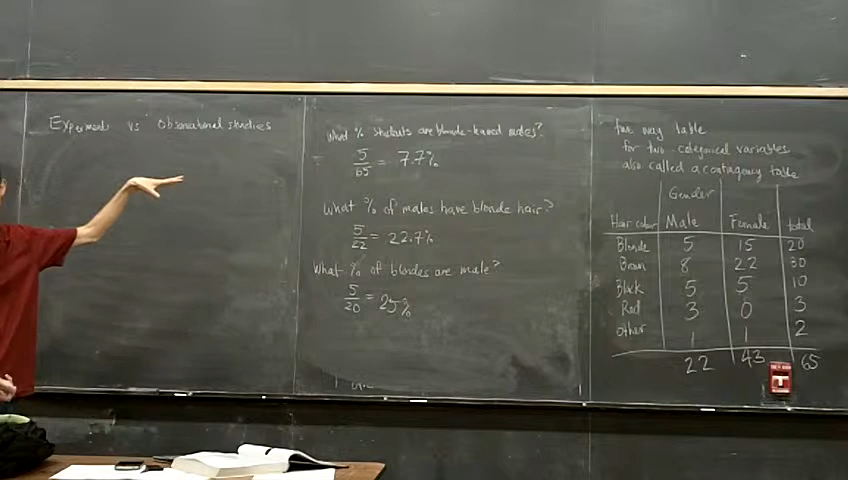 Experiment vs observational studies
What % students are blonde-haired males?
5/65 = 7.7%
What % of males have blonde hair?
5/22 = 22.7%
What % of blondes are male?
5/20 = 25%
two way table
for two categorical variables
also called a contingency table
Gender
Hair color Male Female total
Blonde 5 15 20
Brown 8 22 30
Black 5 5 10
Red 3 0 3
Other 1 1 2
22 43 65